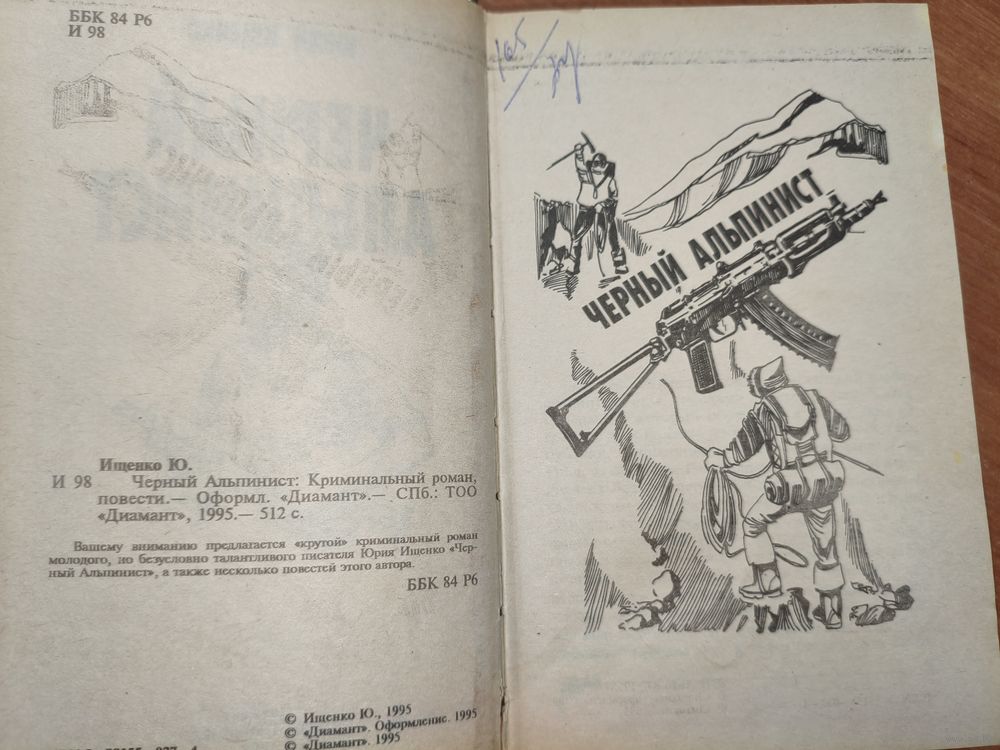 ББК 84 Р6
И 98
Ищенко Ю.
И 98 Черный Альпинист: Криминальный роман,
повести.— Оформл. «Диамант».— СПб.: ТОО
«Диамант», 1995.— 512 с.
Вашему вниманию предлагается «крутой» криминальный роман
молодого, но безусловно талантливого писателя Юрия Ищенко «Чер-
ный Альпинист», а также несколько повестей этого автора.
ББК 84 Р6
© Ищенко Ю., 1995
© «Диамант». Оформление. 1995
© «Диамант». 1995
ЧЕРНЫЙ АЛЬПИНИСТ